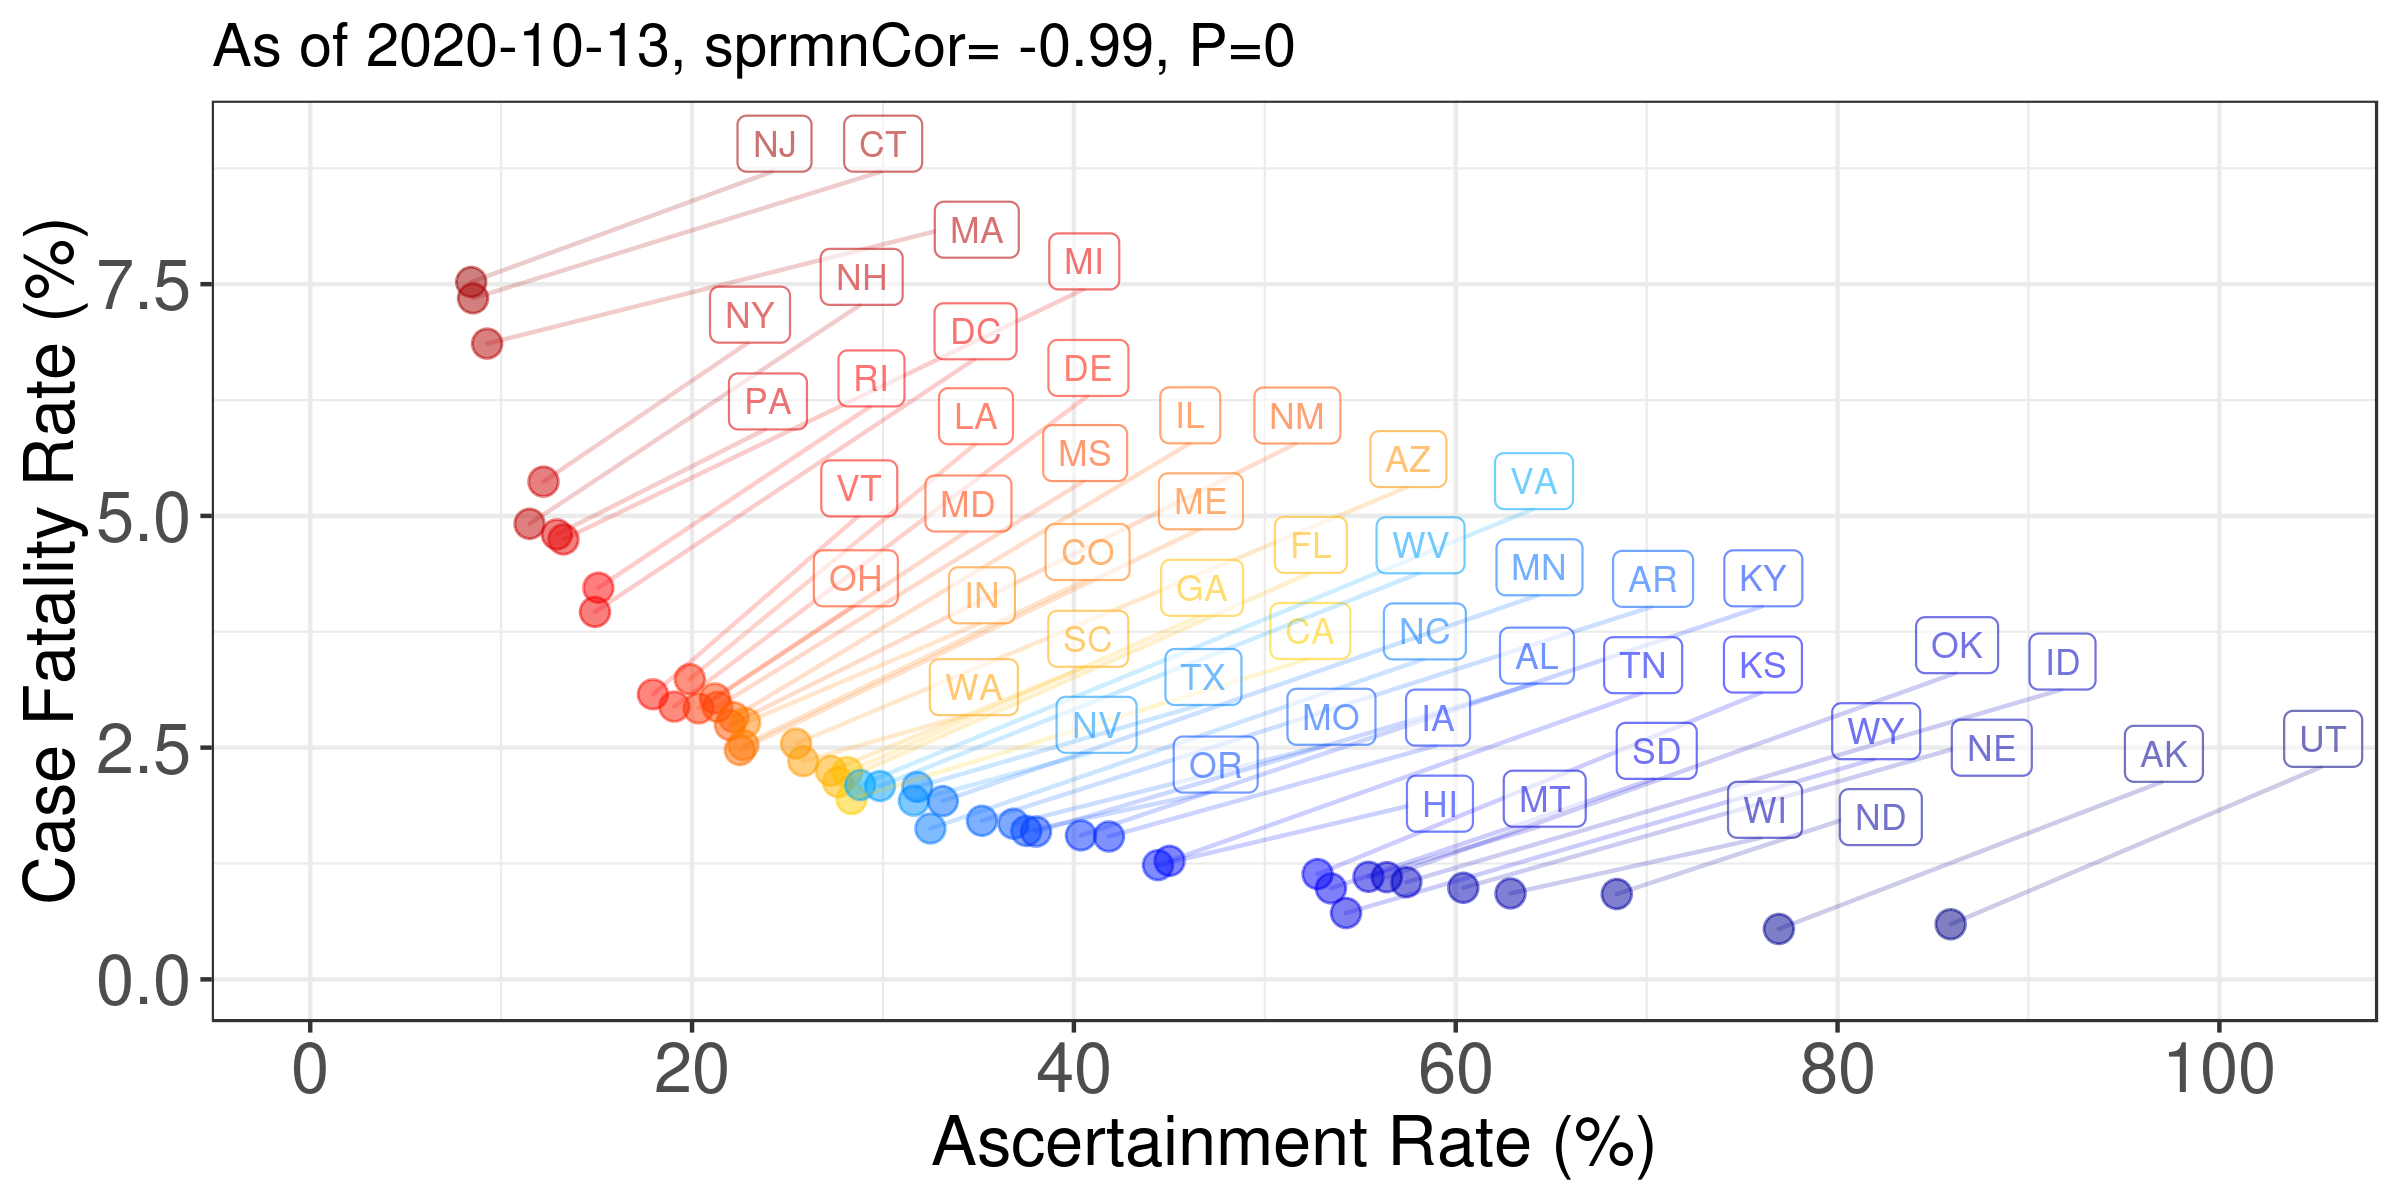 As of 2020-10-13, sprmnCor= -0.99, P=0
NJ CT
MA
MI
NH
NY
DC
RI
DE
PA
LA
IL NM
MS
AZ
VA
VT
MD
ME
CO
FL
WV
MN
OH
IN
GA
AR
KY
SC
CA
NC
OK
AL
ID
TN
KS
WA
TX
NV
MO
IA
WY
UT
SD
NE
AK
OR
HI
MT
WI
ND
7.5
5.0
2.5
0.0
Case Fatality Rate (%)
0 20 40 60 80 100
Ascertainment Rate (%)